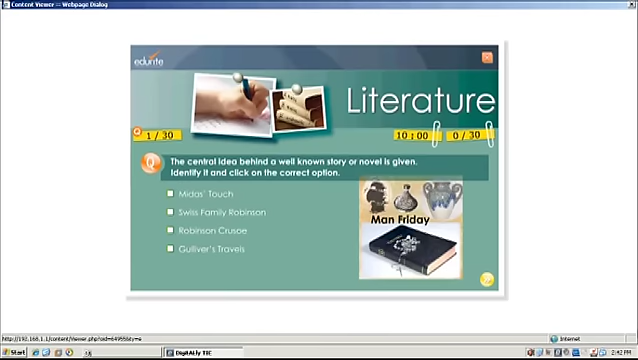 Content Viewer -- Webpage Dialog
edurite
Literature
Q 1 / 30
10 : 00
0 / 30
Q
The central idea behind a well known story or novel is given.
Identify it and click on the correct option.
Midas' Touch
Swiss Family Robinson
Robinson Crusoe
Gulliver's Travels
Man Friday
Internet
Start
DigitALly TIC
2:42 PM